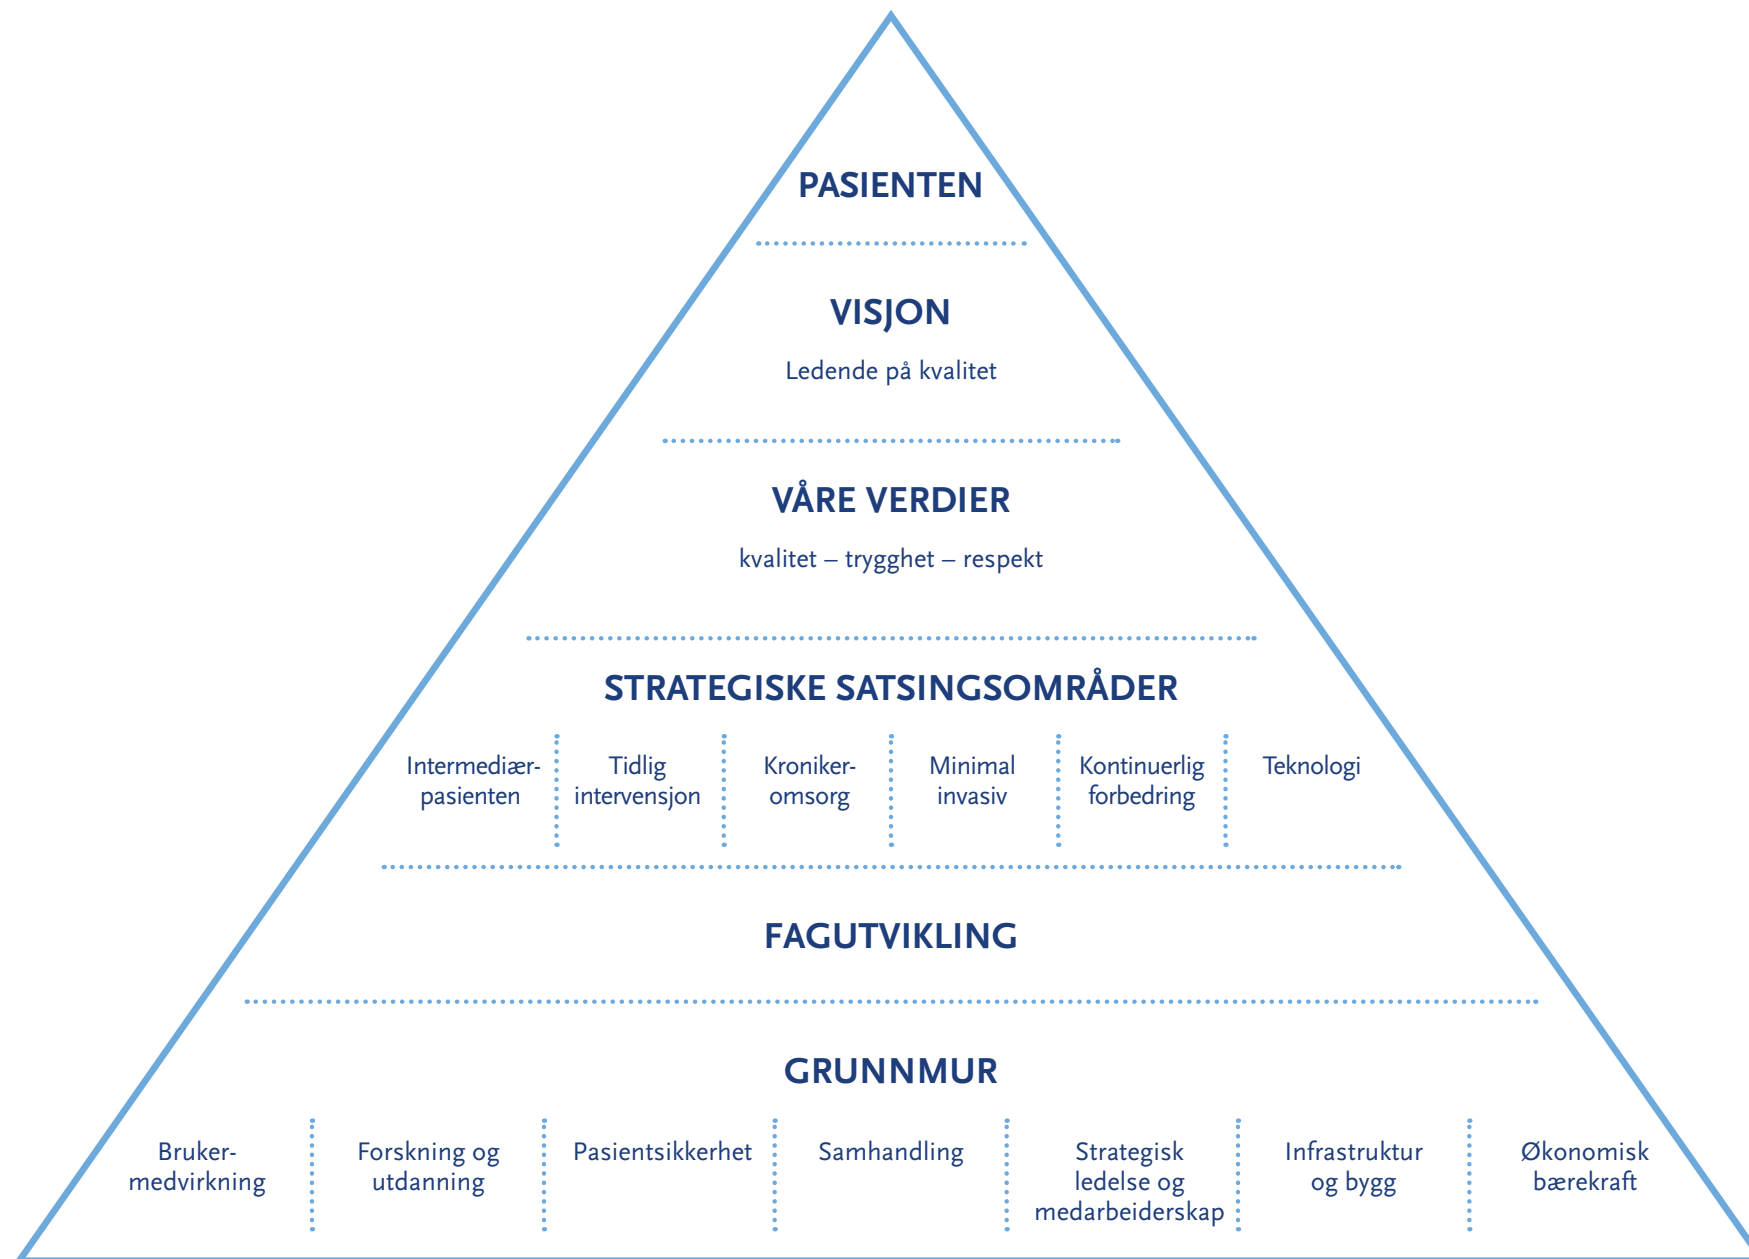 PASIENTEN
VISJON
Ledende på kvalitet
VÅRE VERDIER
kvalitet – trygghet – respekt
STRATEGISKE SATSINGSOMRÅDER
Intermediær-
pasienten
Tidlig
intervensjon
Kroniker-
omsorg
Minimal
invasiv
Kontinuerlig
forbedring
Teknologi
FAGUTVIKLING
GRUNNMUR
Bruker-
medvirkning
Forskning og
utdanning
Pasientsikkerhet
Samhandling
Strategisk
ledelse og
medarbeiderskap
Infrastruktur
og bygg
Økonomisk
bærekraft